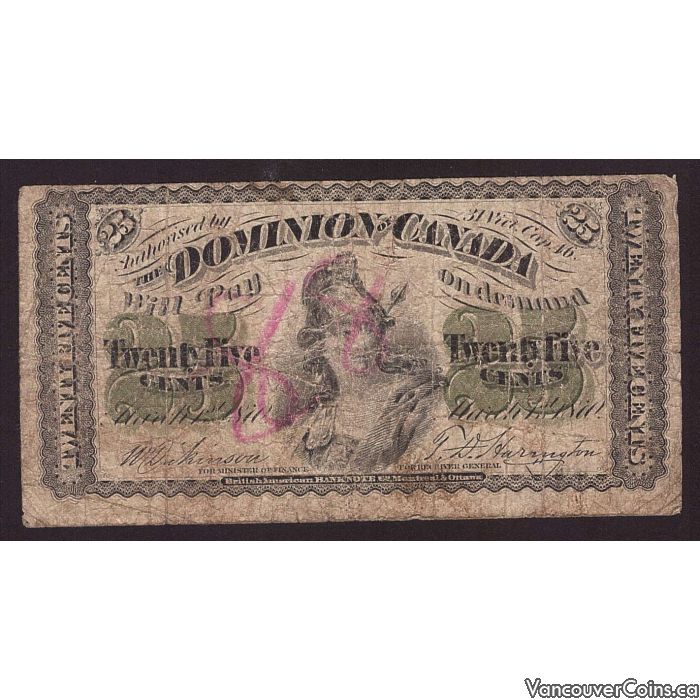 25
Authorised by
31 Vict. Cap. 46.
25
THE DOMINION OF CANADA
Will Pay
On demand
Twenty Five
CENTS
Twenty Five
CENTS
W Dickinson
T. D. Harington
FOR MINISTER OF FINANCE
FOR RECEIVER GENERAL
British American BANK NOTE Co. Montreal & Ottawa
TWENTY FIVE CENTS
TWENTY FIVE CENTS
VancouverCoins.ca